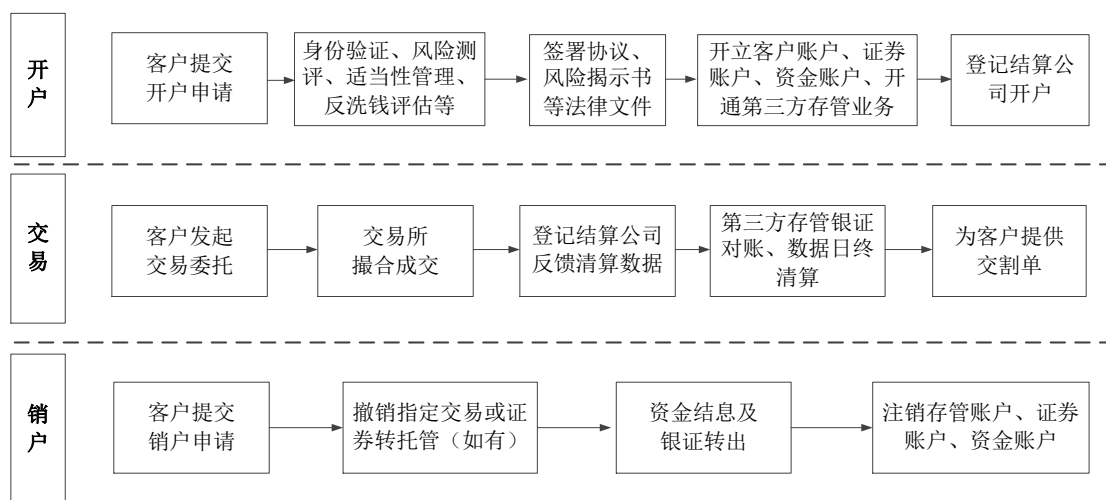 开户
客户提交
开户申请
身份验证、风险测
评、适当性管理、
反洗钱评估等
签署协议、
风险揭示书
等法律文件
开立客户账户、证券
账户、资金账户、开
通第三方存管业务
登记结算公
司开户
交易
客户发起
交易委托
交易所
撮合成交
登记结算公司
反馈清算数据
第三方存管银证
对账、数据日终
清算
为客户提供
交割单
销户
客户提交
销户申请
撤销指定交易或证
券转托管（如有）
资金结息及
银证转出
注销存管账户、证券
账户、资金账户